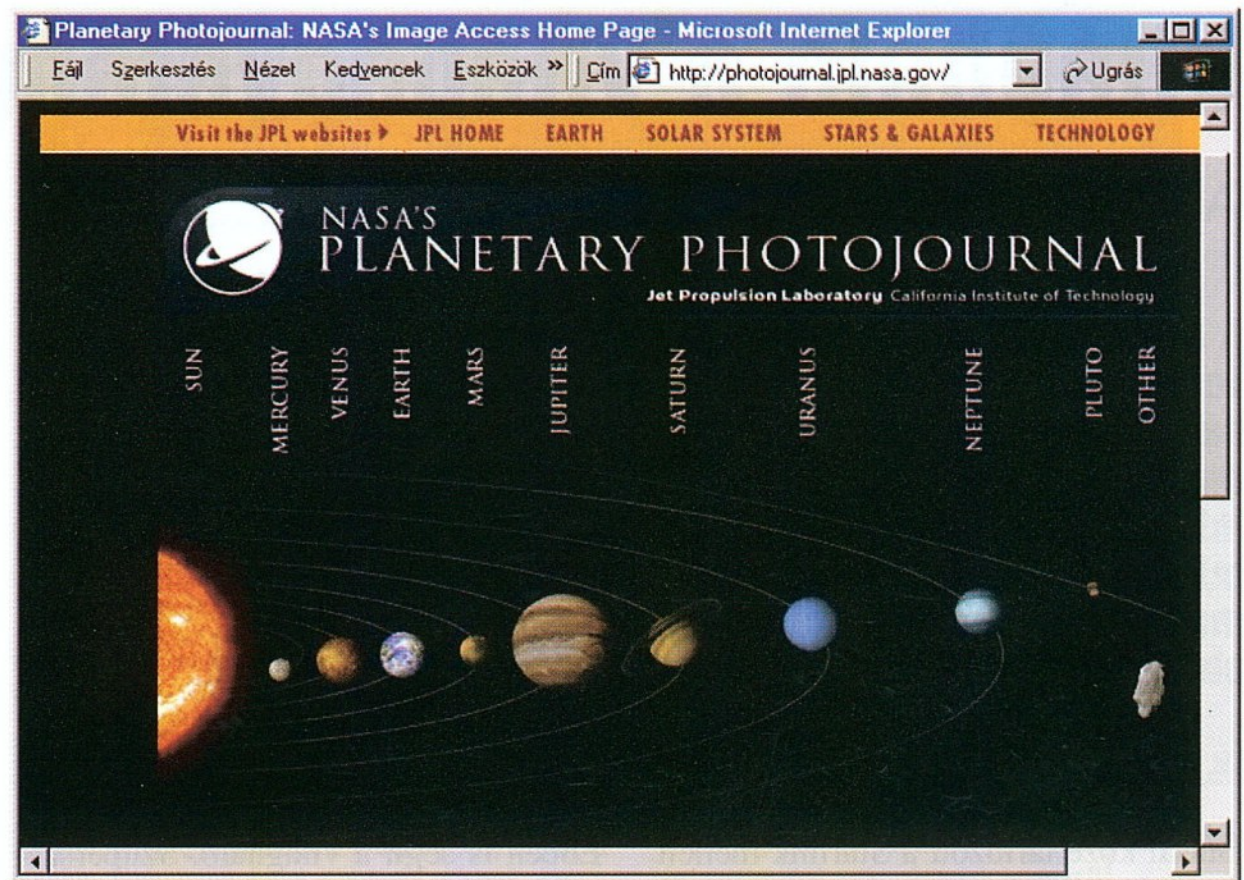 Planetary Photojournal: NASA's Image Access Home Page - Microsoft Internet Explorer
Fájl Szerkesztés Nézet Kedvencek Eszközök » Cím http://photojournal.jpl.nasa.gov/ Ugrás
Visit the JPL websites JPL HOME EARTH SOLAR SYSTEM STARS & GALAXIES TECHNOLOGY
NASA'S
PLANETARY PHOTOJOURNAL
Jet Propulsion Laboratory California Institute of Technology
SUN
MERCURY
VENUS
EARTH
MARS
JUPITER
SATURN
URANUS
NEPTUNE
PLUTO
OTHER